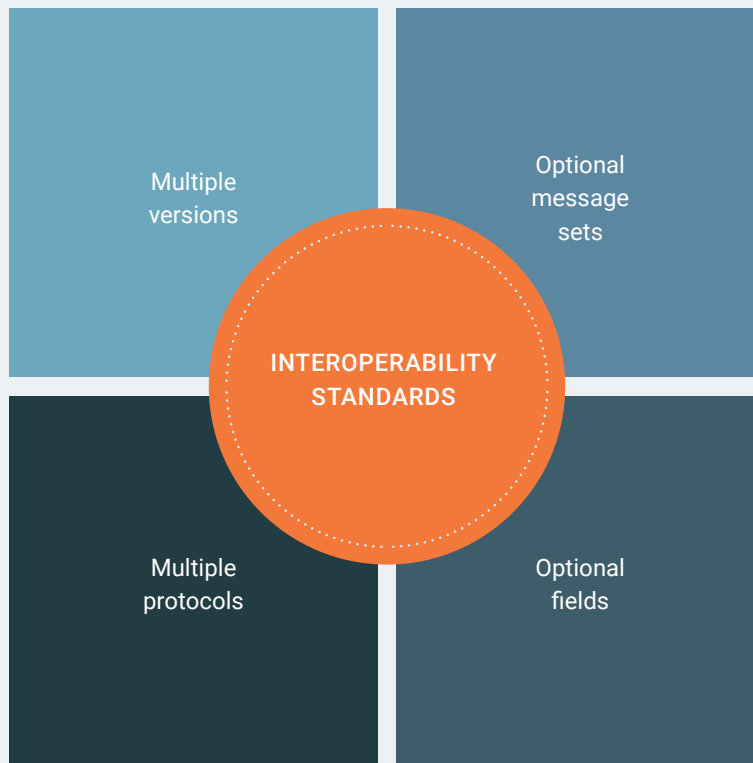 Multiple
versions
Optional
message
sets
INTEROPERABILITY
STANDARDS
Multiple
protocols
Optional
fields